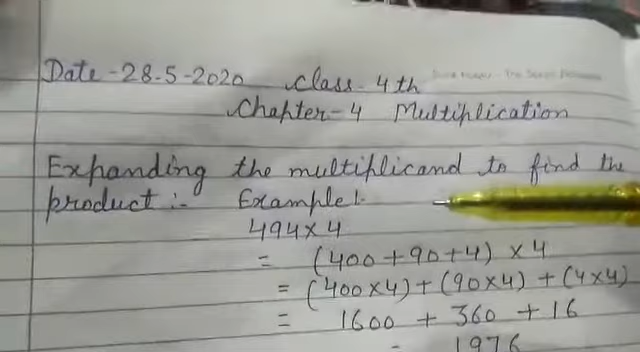 Date - 28-5-2020 Class - 4th
Chapter-4 Multiplication
Expanding the multiplicand to find the
product :- Example 1-
494 × 4
= (400 + 90 + 4) × 4
= (400×4) + (90×4) + (4×4)
= 1600 + 360 + 16
= 1976